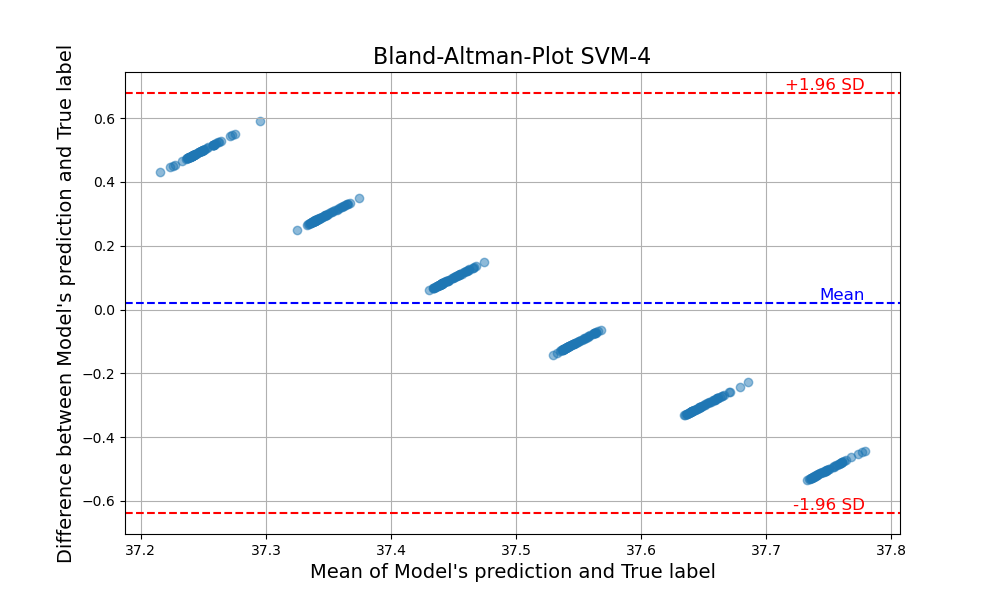 Bland-Altman-Plot SVM-4
Difference between Model's prediction and True label
+1.96 SD
Mean
-1.96 SD
0.6
0.4
0.2
0.0
−0.2
−0.4
−0.6
37.2 37.3 37.4 37.5 37.6 37.7 37.8
Mean of Model's prediction and True label